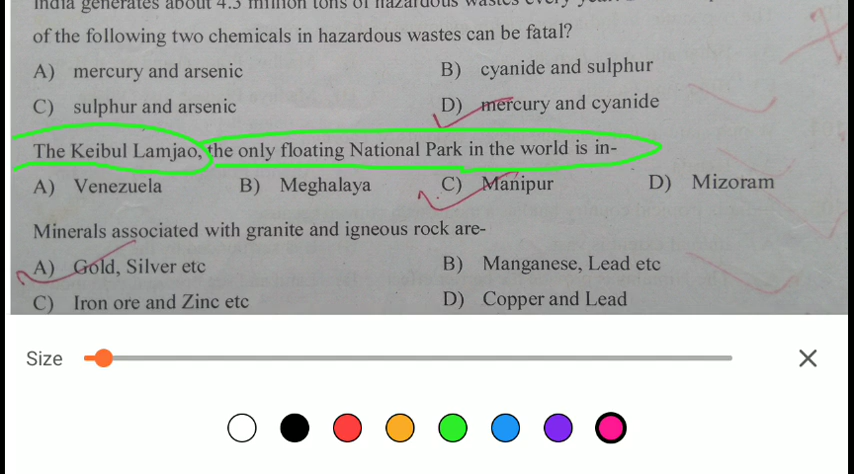 India generates about 4.3 million tons of hazardous wastes every
of the following two chemicals in hazardous wastes can be fatal?
A) mercury and arsenic B) cyanide and sulphur
C) sulphur and arsenic D) mercury and cyanide
The Keibul Lamjao, the only floating National Park in the world is in-
A) Venezuela B) Meghalaya C) Manipur D) Mizoram
Minerals associated with granite and igneous rock are-
A) Gold, Silver etc B) Manganese, Lead etc
C) Iron ore and Zinc etc D) Copper and Lead
Size